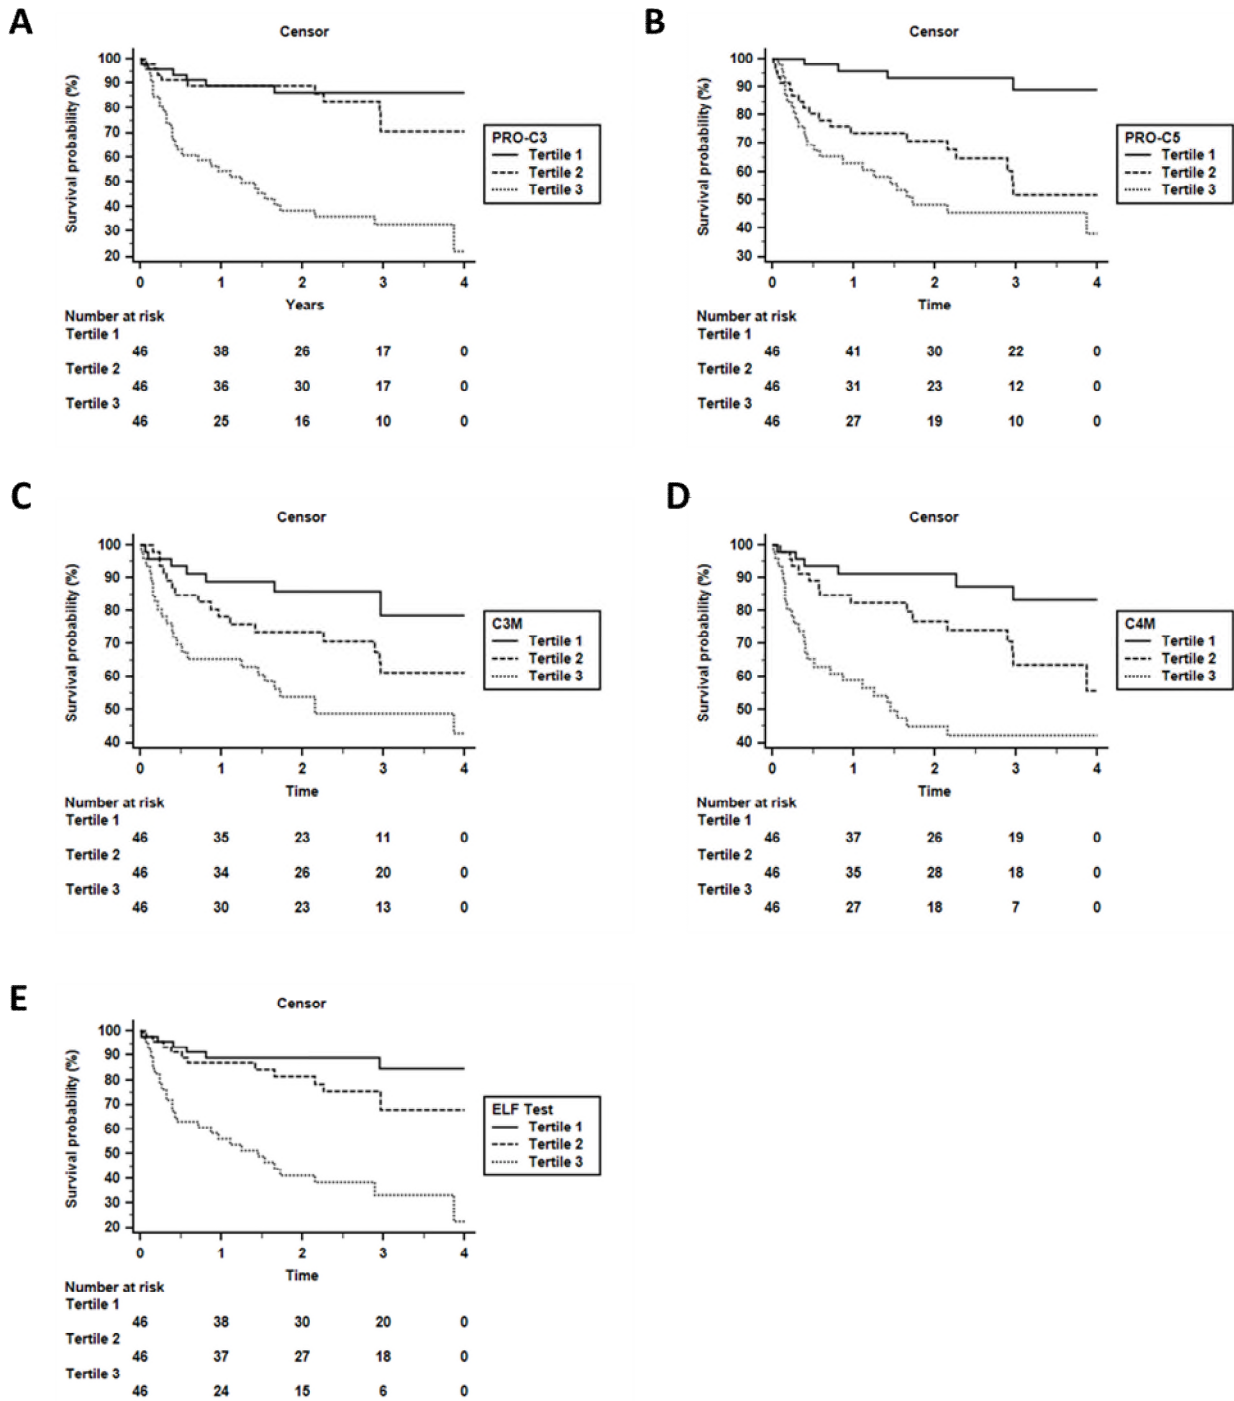 A
Censor
Survival probability (%)
100
90
80
70
60
50
40
30
20
0 1 2 3 4
Years
PRO-C3
Tertile 1
Tertile 2
Tertile 3
Number at risk
Tertile 1
46 38 26 17 0
Tertile 2
46 36 30 17 0
Tertile 3
46 25 16 10 0
B
Censor
Survival probability (%)
100
90
80
70
60
50
40
30
0 1 2 3 4
Time
PRO-C5
Tertile 1
Tertile 2
Tertile 3
Number at risk
Tertile 1
46 41 30 22 0
Tertile 2
46 31 23 12 0
Tertile 3
46 27 19 10 0
C
Censor
Survival probability (%)
100
90
80
70
60
50
40
0 1 2 3 4
Time
C3M
Tertile 1
Tertile 2
Tertile 3
Number at risk
Tertile 1
46 35 23 11 0
Tertile 2
46 34 26 20 0
Tertile 3
46 30 23 13 0
D
Censor
Survival probability (%)
100
90
80
70
60
50
40
0 1 2 3 4
Time
C4M
Tertile 1
Tertile 2
Tertile 3
Number at risk
Tertile 1
46 37 26 19 0
Tertile 2
46 35 28 18 0
Tertile 3
46 27 18 7 0
E
Censor
Survival probability (%)
100
90
80
70
60
50
40
30
20
0 1 2 3 4
Time
ELF Test
Tertile 1
Tertile 2
Tertile 3
Number at risk
Tertile 1
46 38 30 20 0
Tertile 2
46 37 27 18 0
Tertile 3
46 24 15 6 0